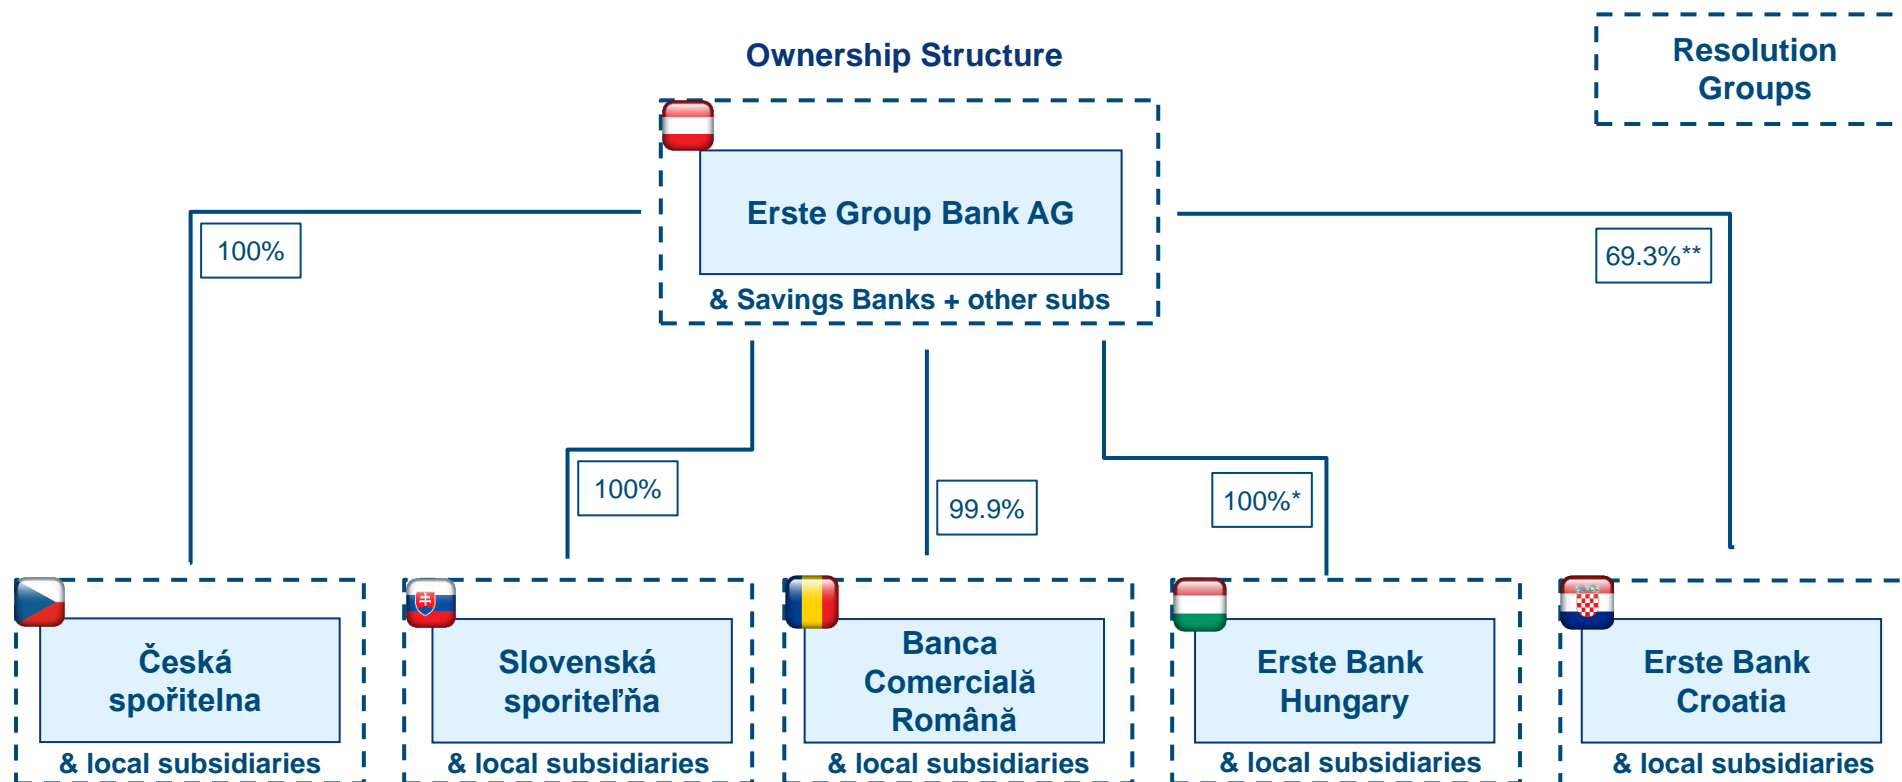 Ownership Structure
Resolution
Groups
Erste Group Bank AG
& Savings Banks + other subs
100%
69.3%**
100%
99.9%
100%*
Česká
spořitelna
& local subsidiaries
Slovenská
sporiteľňa
& local subsidiaries
Banca
Comercială
Română
& local subsidiaries
Erste Bank
Hungary
& local subsidiaries
Erste Bank
Croatia
& local subsidiaries